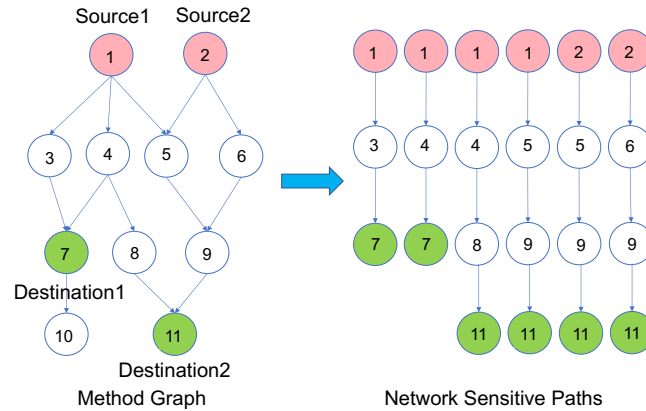 Source1 Source2
1 2 1 1 1 1 2 2
3 4 5 6 3 4 4 5 5 6
7 8 9 7 7 8 9 9 9
Destination1
10 11 11 11 11 11
Destination2
Method Graph Network Sensitive Paths